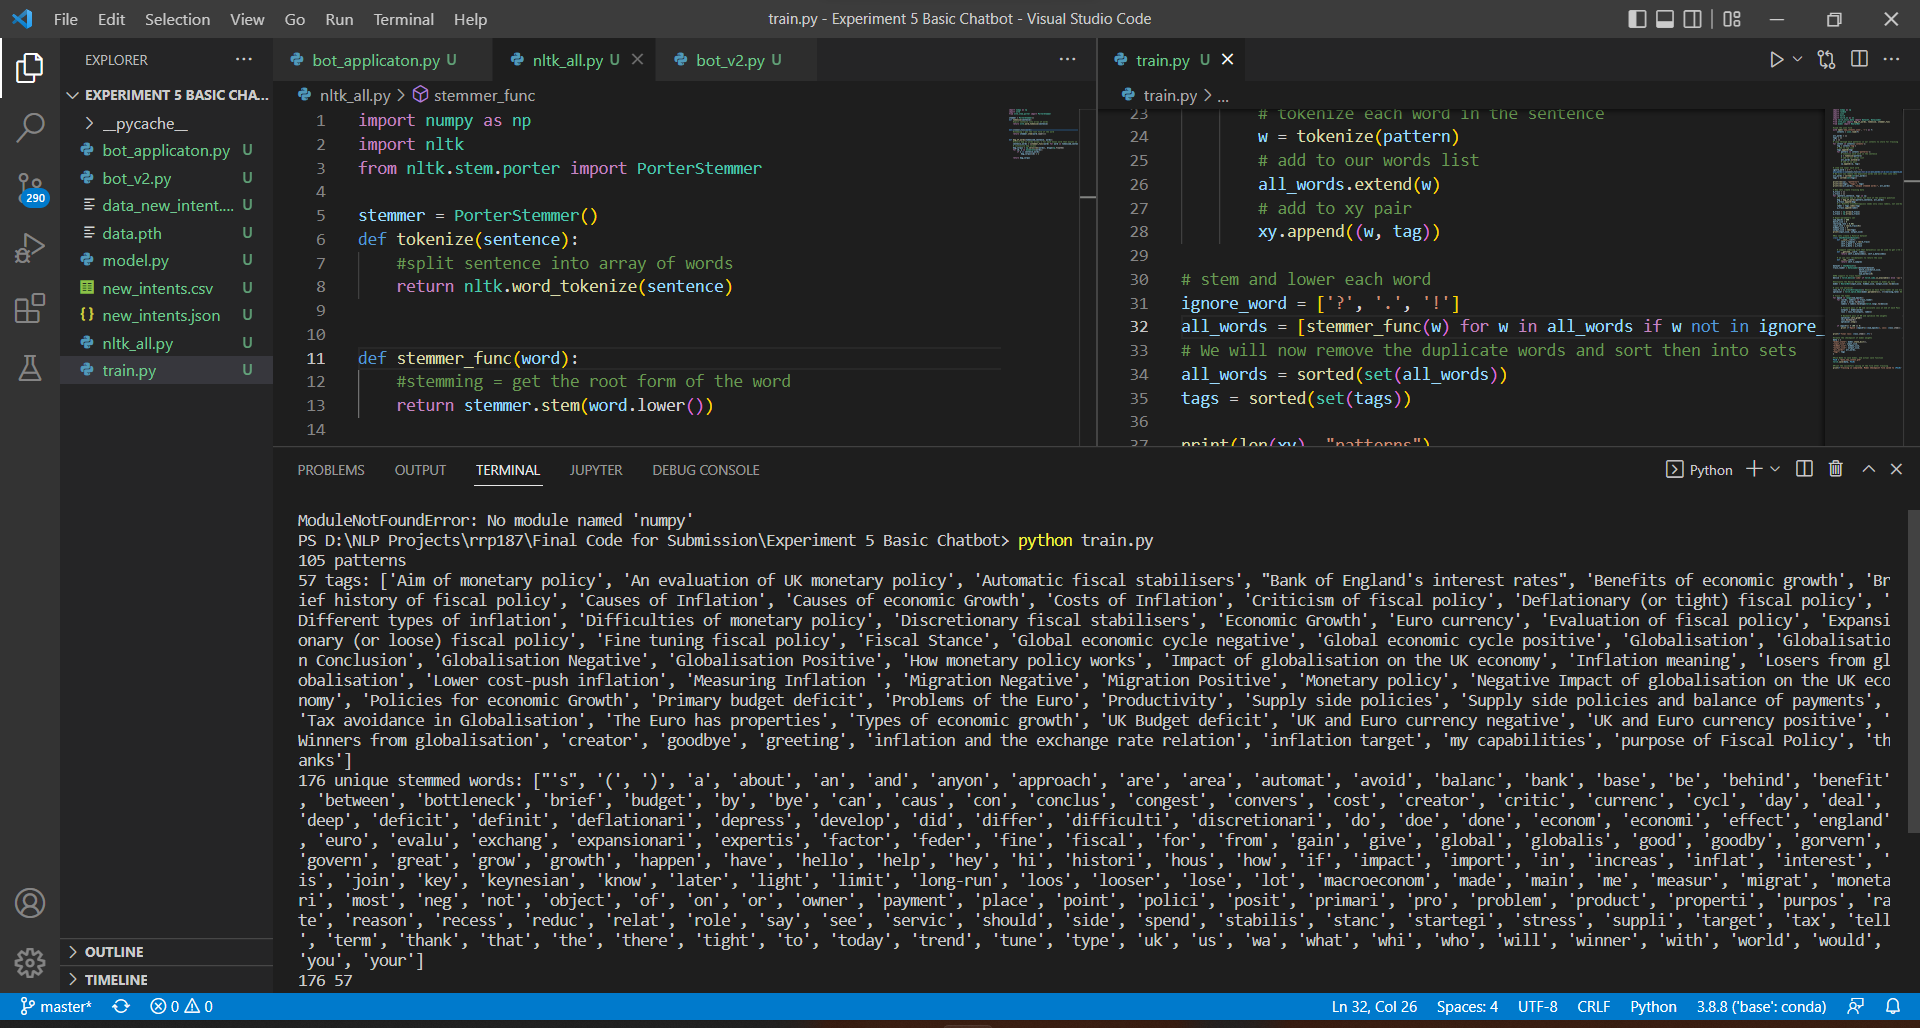 File Edit Selection View Go Run Terminal Help
train.py - Experiment 5 Basic Chatbot - Visual Studio Code
EXPLORER
EXPERIMENT 5 BASIC CHA...
__pycache__
bot_applicaton.py U
bot_v2.py U
data_new_intent.... U
data.pth U
model.py U
new_intents.csv U
new_intents.json U
nltk_all.py U
train.py U
290
OUTLINE
TIMELINE
bot_applicaton.py U nltk_all.py U bot_v2.py U
nltk_all.py > stemmer_func
1 import numpy as np
2 import nltk
3 from nltk.stem.porter import PorterStemmer
4
5 stemmer = PorterStemmer()
6 def tokenize(sentence):
7 #split sentence into array of words
8 return nltk.word_tokenize(sentence)
9
10
11 def stemmer_func(word):
12 #stemming = get the root form of the word
13 return stemmer.stem(word.lower())
14
train.py U
train.py > ...
23 # tokenize each word in the sentence
24 w = tokenize(pattern)
25 # add to our words list
26 all_words.extend(w)
27 # add to xy pair
28 xy.append((w, tag))
29
30 # stem and lower each word
31 ignore_word = ['?', '.', '!']
32 all_words = [stemmer_func(w) for w in all_words if w not in ignore_
33 # We will now remove the duplicate words and sort then into sets
34 all_words = sorted(set(all_words))
35 tags = sorted(set(tags))
36
37 print(len(xy), "patterns")
PROBLEMS OUTPUT TERMINAL JUPYTER DEBUG CONSOLE
Python
ModuleNotFoundError: No module named 'numpy'
PS D:\NLP Projects\rrp187\Final Code for Submission\Experiment 5 Basic Chatbot> python train.py
105 patterns
57 tags: ['Aim of monetary policy', 'An evaluation of UK monetary policy', 'Automatic fiscal stabilisers', "Bank of England's interest rates", 'Benefits of economic growth', 'Br
ief history of fiscal policy', 'Causes of Inflation', 'Causes of economic Growth', 'Costs of Inflation', 'Criticism of fiscal policy', 'Deflationary (or tight) fiscal policy', '
Different types of inflation', 'Difficulties of monetary policy', 'Discretionary fiscal stabilisers', 'Economic Growth', 'Euro currency', 'Evaluation of fiscal policy', 'Expansi
onary (or loose) fiscal policy', 'Fine tuning fiscal policy', 'Fiscal Stance', 'Global economic cycle negative', 'Global economic cycle positive', 'Globalisation', 'Globalisatio
n Conclusion', 'Globalisation Negative', 'Globalisation Positive', 'How monetary policy works', 'Impact of globalisation on the UK economy', 'Inflation meaning', 'Losers from gl
obalisation', 'Lower cost-push inflation', 'Measuring Inflation ', 'Migration Negative', 'Migration Positive', 'Monetary policy', 'Negative Impact of globalisation on the UK eco
nomy', 'Policies for economic Growth', 'Primary budget deficit', 'Problems of the Euro', 'Productivity', 'Supply side policies', 'Supply side policies and balance of payments',
'Tax avoidance in Globalisation', 'The Euro has properties', 'Types of economic growth', 'UK Budget deficit', 'UK and Euro currency negative', 'UK and Euro currency positive', '
Winners from globalisation', 'creator', 'goodbye', 'greeting', 'inflation and the exchange rate relation', 'inflation target', 'my capabilities', 'purpose of Fiscal Policy', 'th
anks']
176 unique stemmed words: ["'s", '(', ')', 'a', 'about', 'an', 'and', 'anyon', 'approach', 'are', 'area', 'automat', 'avoid', 'balanc', 'bank', 'base', 'be', 'behind', 'benefit'
, 'between', 'bottleneck', 'brief', 'budget', 'by', 'bye', 'can', 'caus', 'con', 'conclus', 'congest', 'convers', 'cost', 'creator', 'critic', 'currenc', 'cycl', 'day', 'deal',
'deep', 'deficit', 'definit', 'deflationari', 'depress', 'develop', 'did', 'differ', 'difficulti', 'discretionari', 'do', 'doe', 'done', 'econom', 'economi', 'effect', 'england'
, 'euro', 'evalu', 'exchang', 'expansionari', 'expertis', 'factor', 'feder', 'fine', 'fiscal', 'for', 'from', 'gain', 'give', 'global', 'globalis', 'good', 'goodby', 'gorvern',
'govern', 'great', 'grow', 'growth', 'happen', 'have', 'hello', 'help', 'hey', 'hi', 'histori', 'hous', 'how', 'if', 'impact', 'import', 'in', 'increas', 'inflat', 'interest', '
is', 'join', 'key', 'keynesian', 'know', 'later', 'light', 'limit', 'long-run', 'loos', 'looser', 'lose', 'lot', 'macroeconom', 'made', 'main', 'me', 'measur', 'migrat', 'moneta
ri', 'most', 'neg', 'not', 'object', 'of', 'on', 'or', 'owner', 'payment', 'place', 'point', 'polici', 'posit', 'primari', 'pro', 'problem', 'product', 'properti', 'purpos', 'ra
te', 'reason', 'recess', 'reduc', 'relat', 'role', 'say', 'see', 'servic', 'should', 'side', 'spend', 'stabilis', 'stanc', 'startegi', 'stress', 'suppli', 'target', 'tax', 'tell
', 'term', 'thank', 'that', 'the', 'there', 'tight', 'to', 'today', 'trend', 'tune', 'type', 'uk', 'us', 'wa', 'what', 'whi', 'who', 'will', 'winner', 'with', 'world', 'would',
'you', 'your']
176 57
master* 0 0
Ln 32, Col 26 Spaces: 4 UTF-8 CRLF Python 3.8.8 ('base': conda)